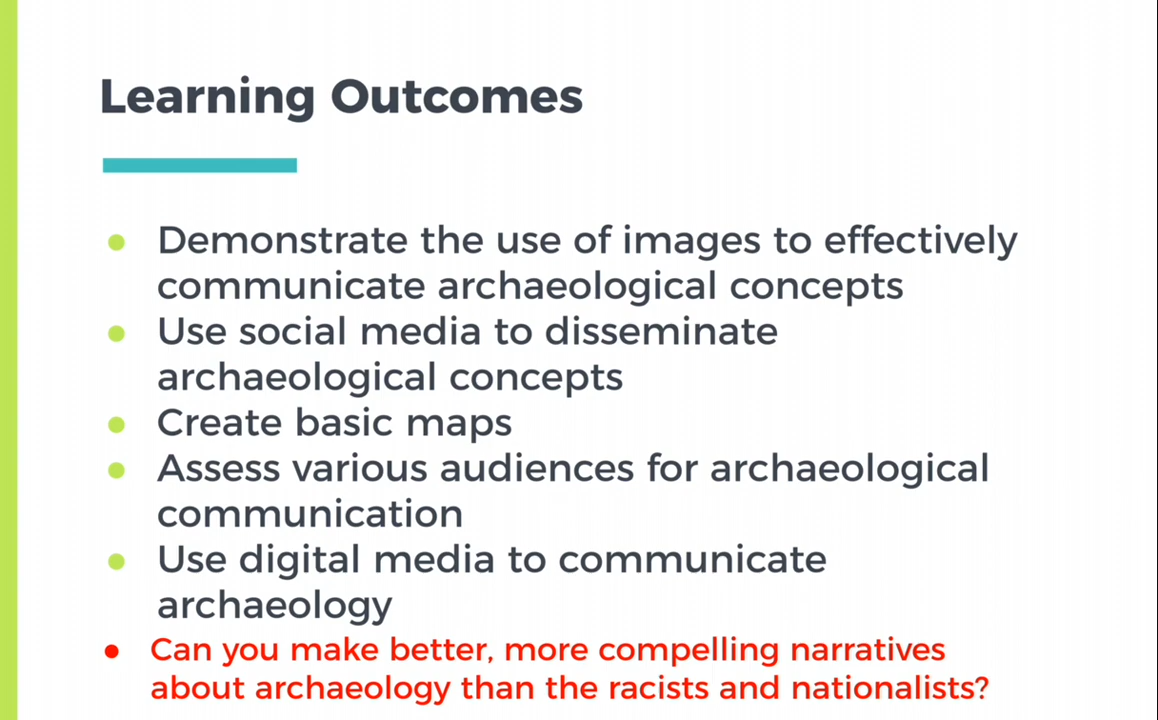 Learning Outcomes
● Demonstrate the use of images to effectively
communicate archaeological concepts
● Use social media to disseminate
archaeological concepts
● Create basic maps
● Assess various audiences for archaeological
communication
● Use digital media to communicate
archaeology
● Can you make better, more compelling narratives
about archaeology than the racists and nationalists?